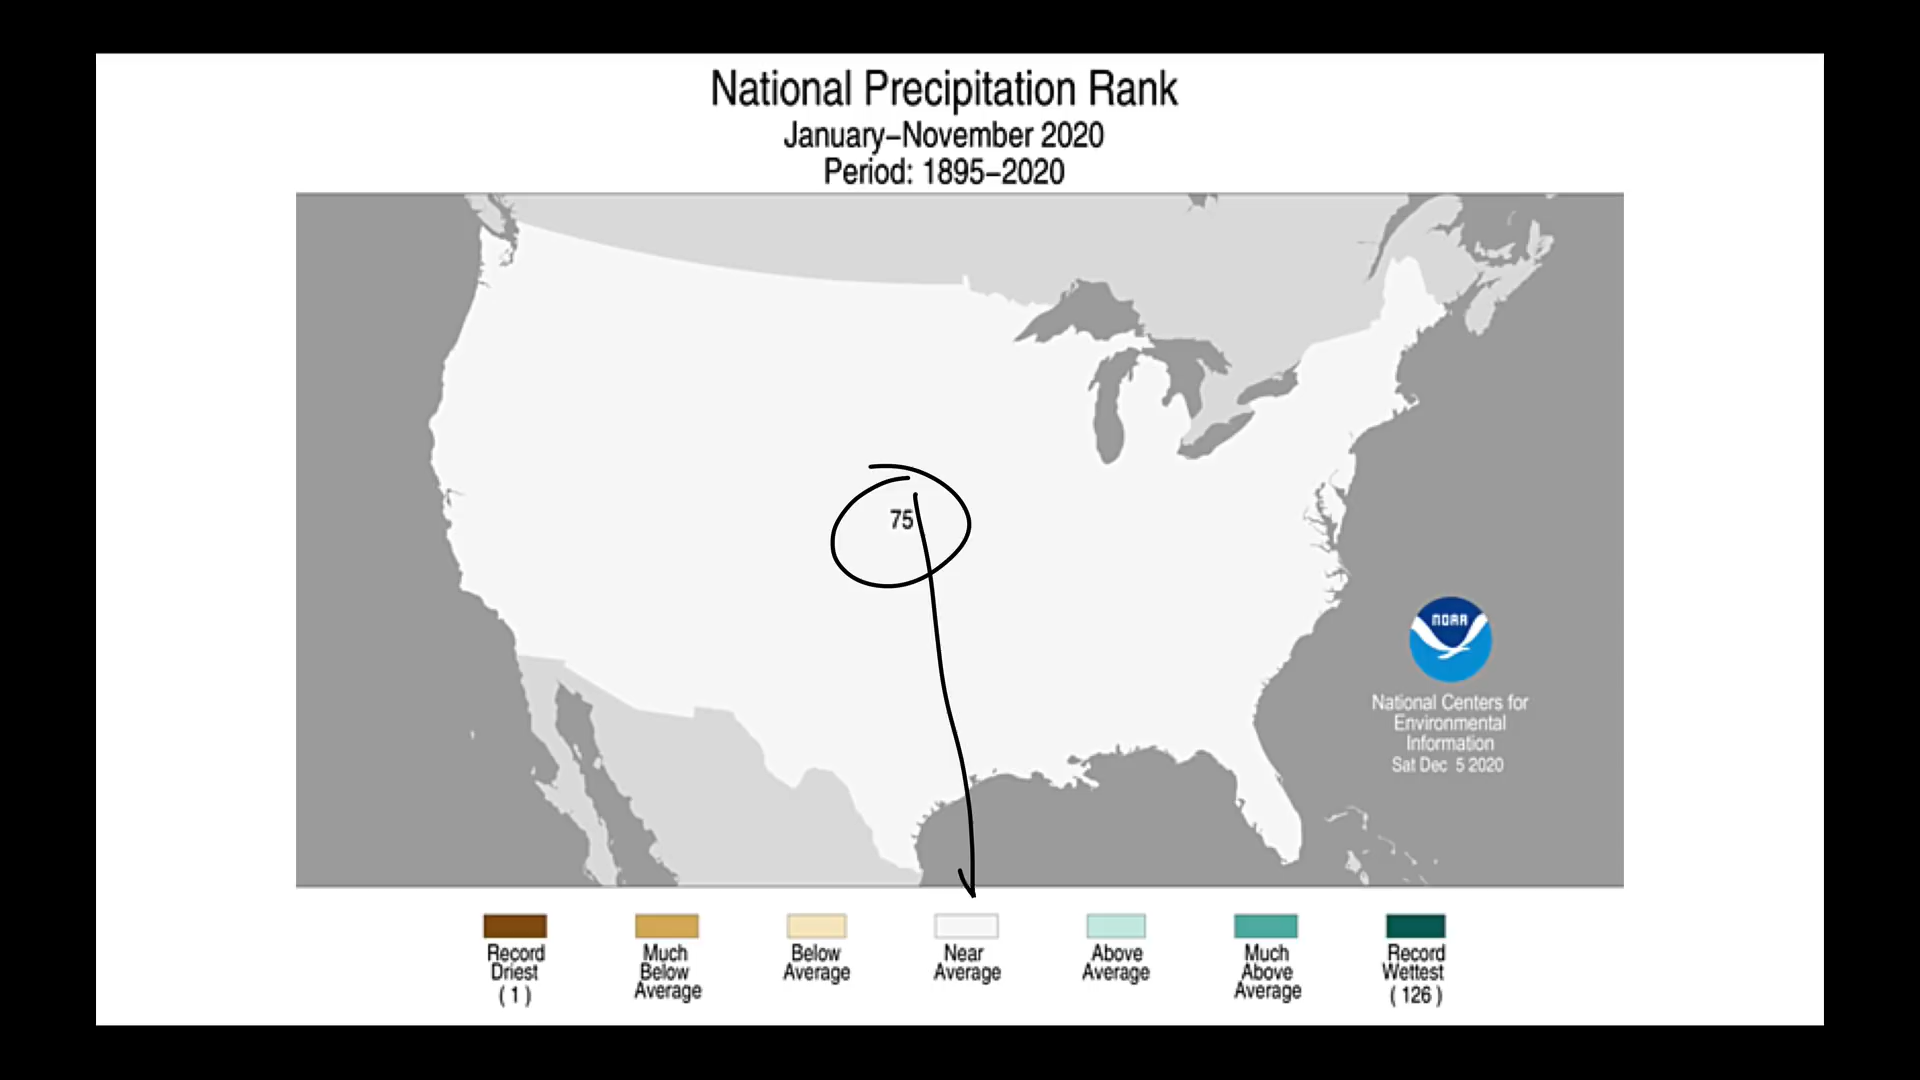 National Precipitation Rank
January–November 2020
Period: 1895–2020
75
NOAA
National Centers for
Environmental
Information
Sat Dec 5 2020
Record
Driest
( 1 )
Much
Below
Average
Below
Average
Near
Average
Above
Average
Much
Above
Average
Record
Wettest
( 126 )